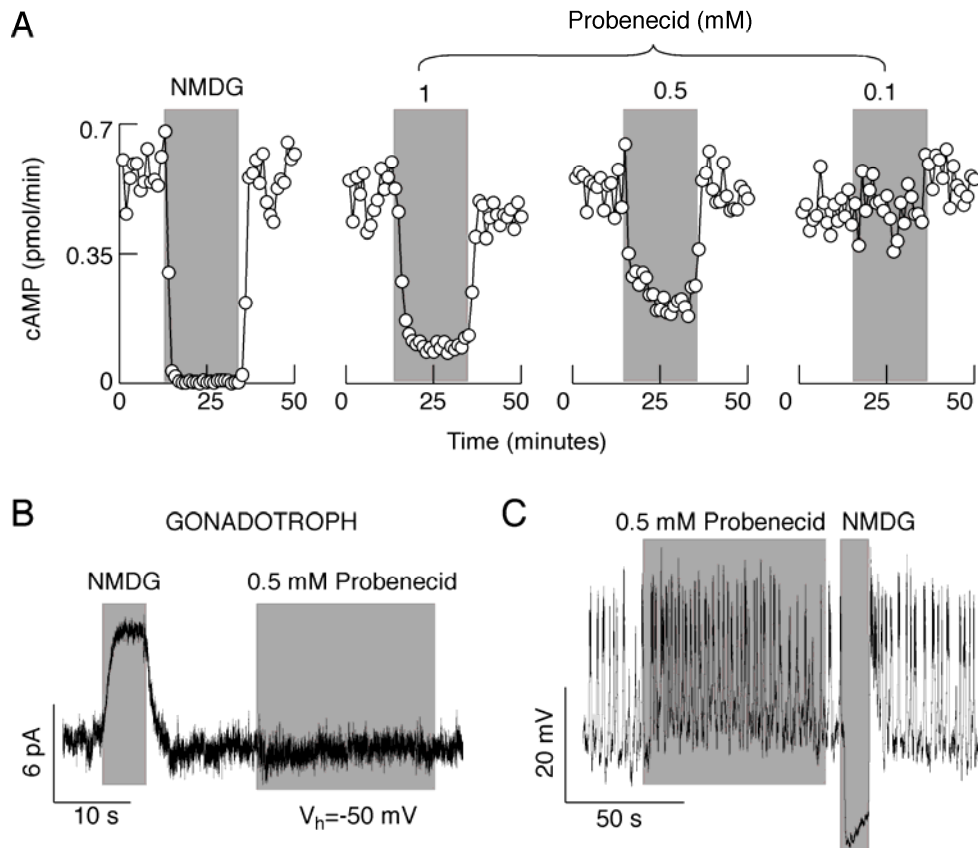 A
Probenecid (mM)
NMDG
1
0.5
0.1
0.7
0.35
0
cAMP (pmol/min)
0 25 50 0 25 50 0 25 50 0 25 50
Time (minutes)
B
GONADOTROPH
NMDG
0.5 mM Probenecid
6 pA
10 s
Vₕ=-50 mV
C
0.5 mM Probenecid
NMDG
20 mV
50 s